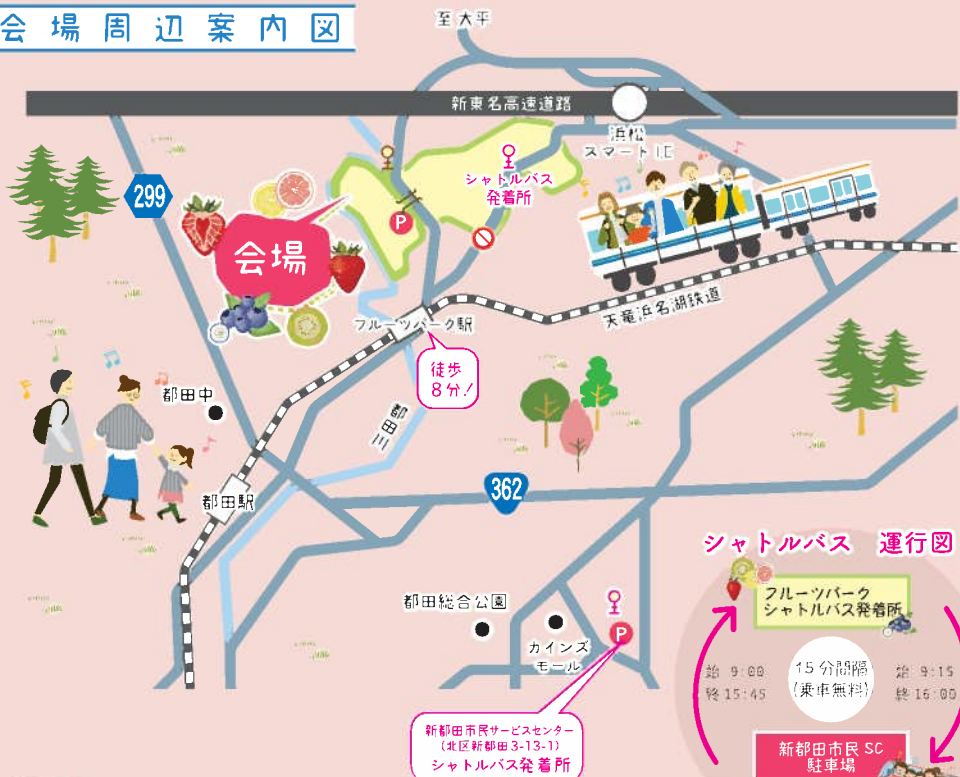 会場周辺案内図
至大平
新東名高速道路
浜松
スマートIC
299
シャトルバス
発着所
P
会場
天竜浜名湖鉄道
フルーツパーク駅
徒歩
8分!
都田中
都田川
都田駅
362
シャトルバス 運行図
フルーツパーク
シャトルバス発着所
始 9:00
終 15:45
15分間隔
(乗車無料)
始 9:15
終 16:00
新都田市民SC
駐車場
都田総合公園
カインズ
モール
P
新都田市民サービスセンター
(北区新都田3-13-1)
シャトルバス発着所